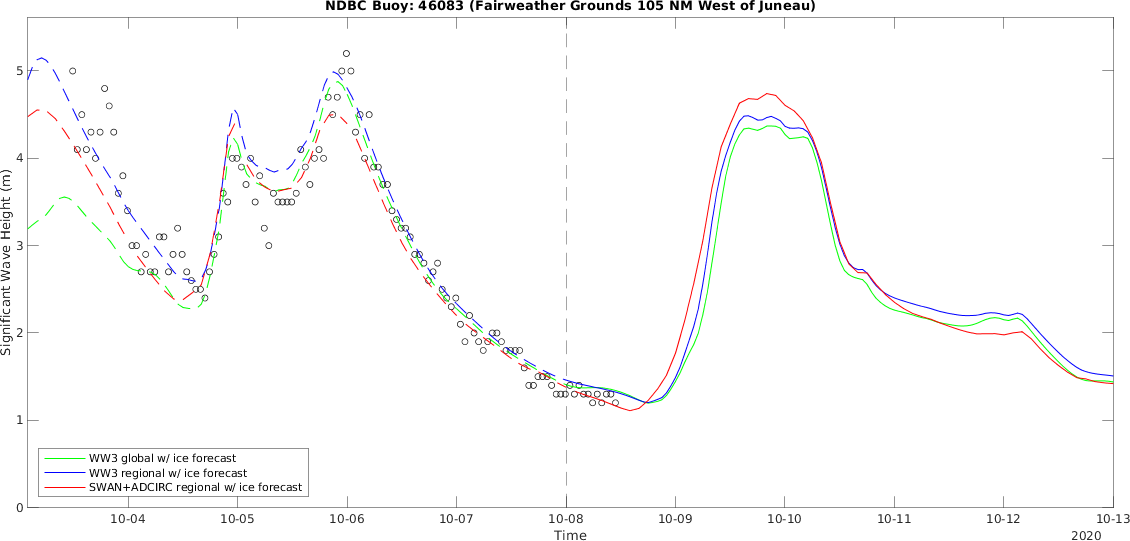 NDBC Buoy: 46083 (Fairweather Grounds 105 NM West of Juneau)
Significant Wave Height (m)
5
4
3
2
1
0
WW3 global w/ ice forecast
WW3 regional w/ ice forecast
SWAN+ADCIRC regional w/ ice forecast
10-04 10-05 10-06 10-07 10-08 10-09 10-10 10-11 10-12 10-13
Time
2020